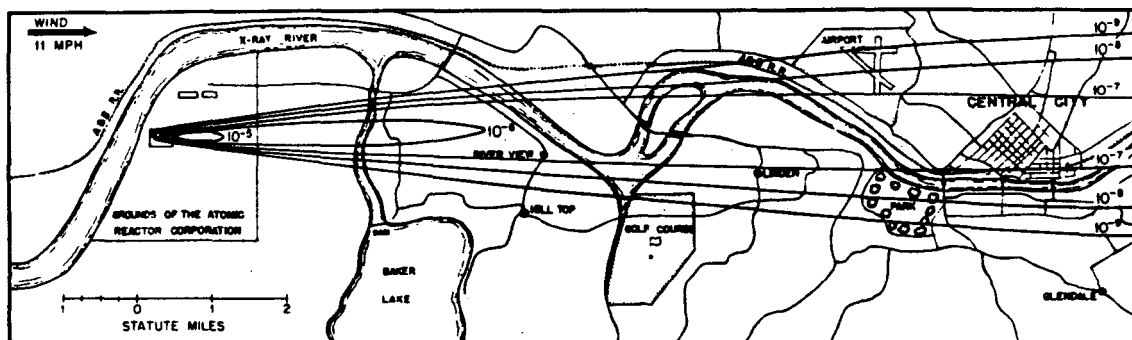 WIND
11 MPH
X-RAY RIVER
A&B R.R.
A&B R.R.
AIRPORT
10⁻⁹
10⁻⁸
10⁻⁷
CENTRAL CITY
10⁻⁵
10⁻⁶
RIVER VIEW
LINDEN
10⁻⁷
HILL TOP
PARK
10⁻⁸
GROUNDS OF THE ATOMIC
REACTOR CORPORATION
DAM
GOLF COURSE
10⁻⁹
BAKER
LAKE
GLENDALE
1 0 1 2
STATUTE MILES